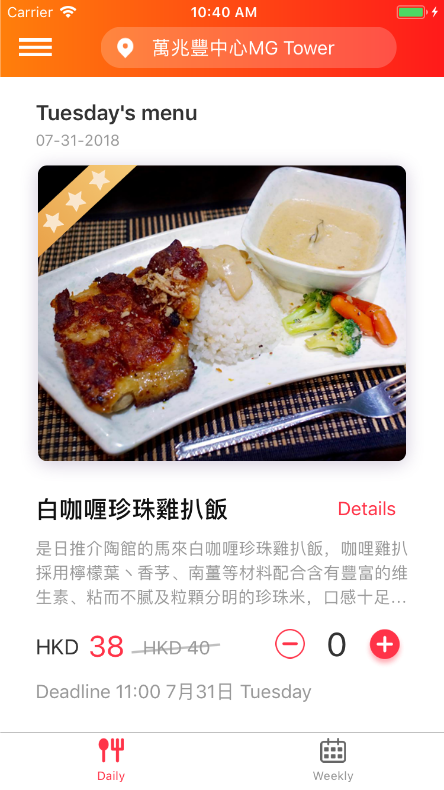 Carrier 10:40 AM
萬兆豐中心MG Tower
Tuesday's menu
07-31-2018
白咖喱珍珠雞扒飯 Details
是日推介陶館的馬來白咖喱珍珠雞扒飯，咖哩雞扒
採用檸檬葉丶香芧、南薑等材料配合含有豐富的维
生素、粘而不膩及粒顆分明的珍珠米，口感十足...
HKD 38 HKD 40 0
Deadline 11:00 7月31日 Tuesday
Daily Weekly